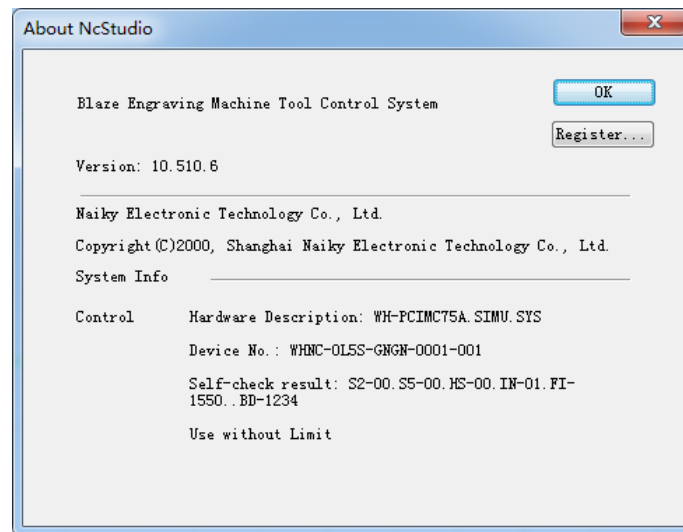 About NcStudio
Blaze Engraving Machine Tool Control System
OK
Register...
Version: 10.510.6
Naiky Electronic Technology Co., Ltd.
Copyright(C)2000, Shanghai Naiky Electronic Technology Co., Ltd.
System Info
Control
Hardware Description: WH-PCIMC75A.SIMU.SYS
Device No.: WHNC-OL5S-GNGN-0001-001
Self-check result: S2-00.S5-00.HS-00.IN-01.FI-
1550..BD-1234
Use without Limit